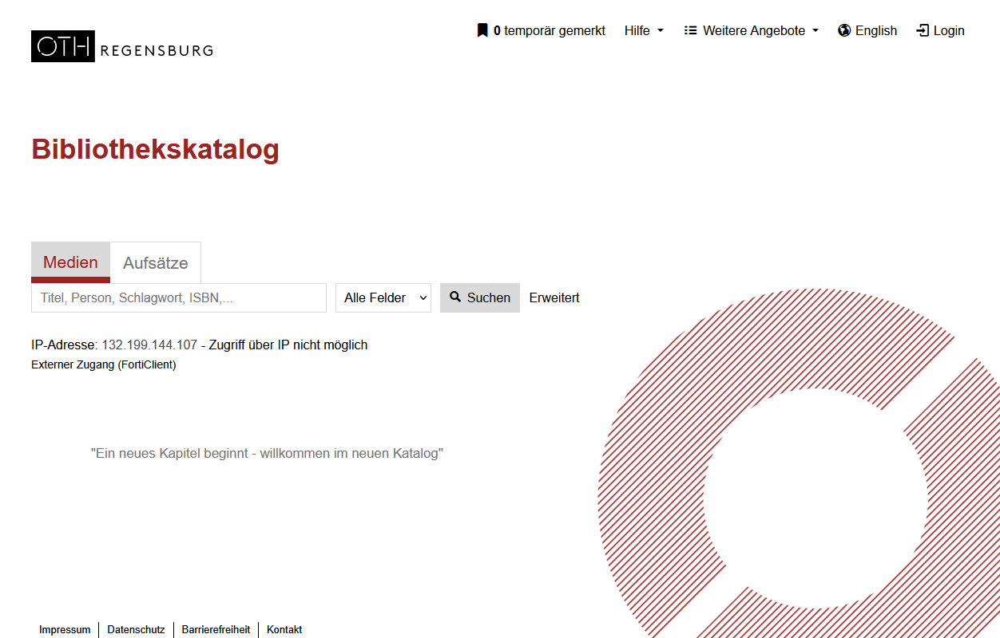 OTH REGENSBURG
0 temporär gemerkt Hilfe Weitere Angebote English Login
Bibliothekskatalog
Medien Aufsätze
Titel, Person, Schlagwort, ISBN,... Alle Felder Suchen Erweitert
IP-Adresse: 132.199.144.107 - Zugriff über IP nicht möglich
Externer Zugang (FortiClient)
"Ein neues Kapitel beginnt - willkommen im neuen Katalog"
Impressum Datenschutz Barrierefreiheit Kontakt